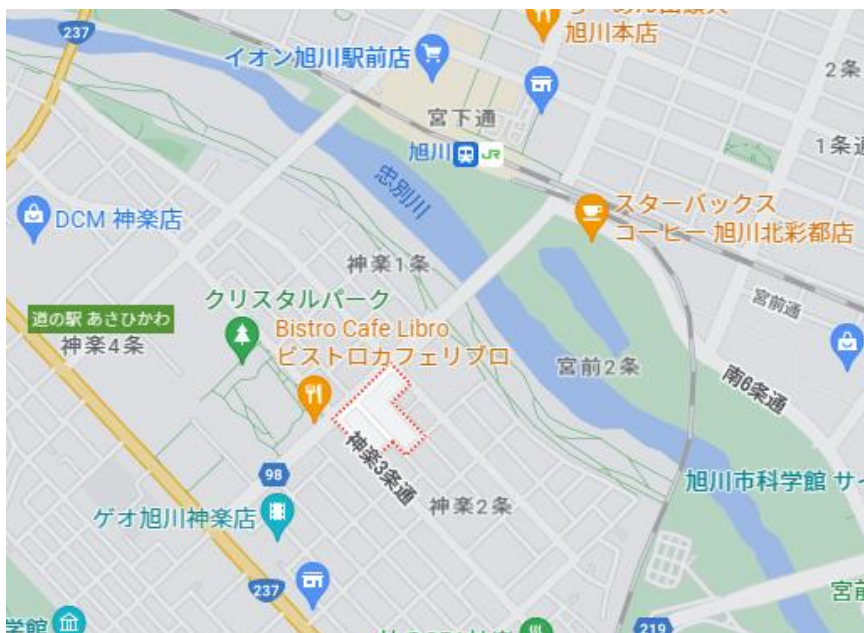 237
イオン旭川駅前店
旭川本店
2条
宮下通
1条通
旭川
JR
忠別川
スターバックス
コーヒー 旭川北彩都店
DCM 神楽店
神楽1条
宮前通
クリスタルパーク
道の駅 あさひかわ
神楽4条
Bistro Cafe Libro
ビストロカフェリブロ
宮前2条
南6条通
神楽3条通
98
旭川市科学館 サイ
神楽2条
ゲオ旭川神楽店
237
宮前
学館
219